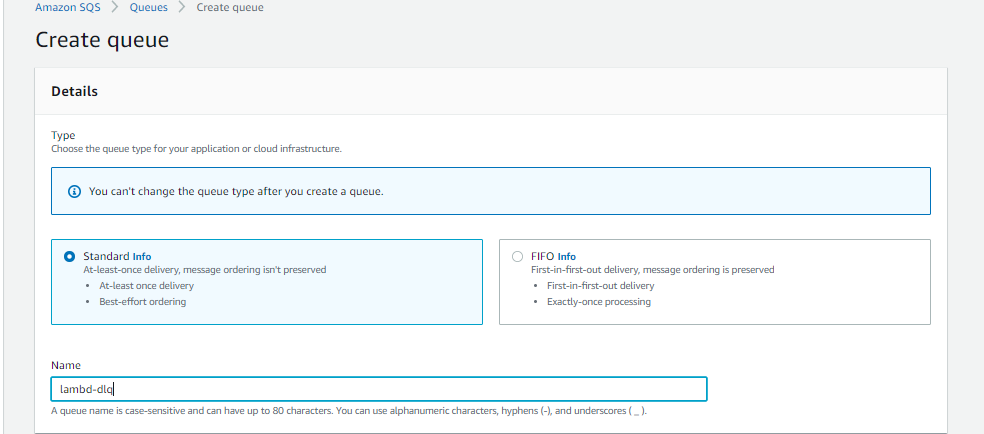 Amazon SQS > Queues > Create queue
Create queue
Details
Type
Choose the queue type for your application or cloud infrastructure.
You can't change the queue type after you create a queue.
Standard Info
At-least-once delivery, message ordering isn't preserved
• At-least once delivery
• Best-effort ordering
FIFO Info
First-in-first-out delivery, message ordering is preserved
• First-in-first-out delivery
• Exactly-once processing
Name
lambd-dlq
A queue name is case-sensitive and can have up to 80 characters. You can use alphanumeric characters, hyphens (-), and underscores ( _ ).